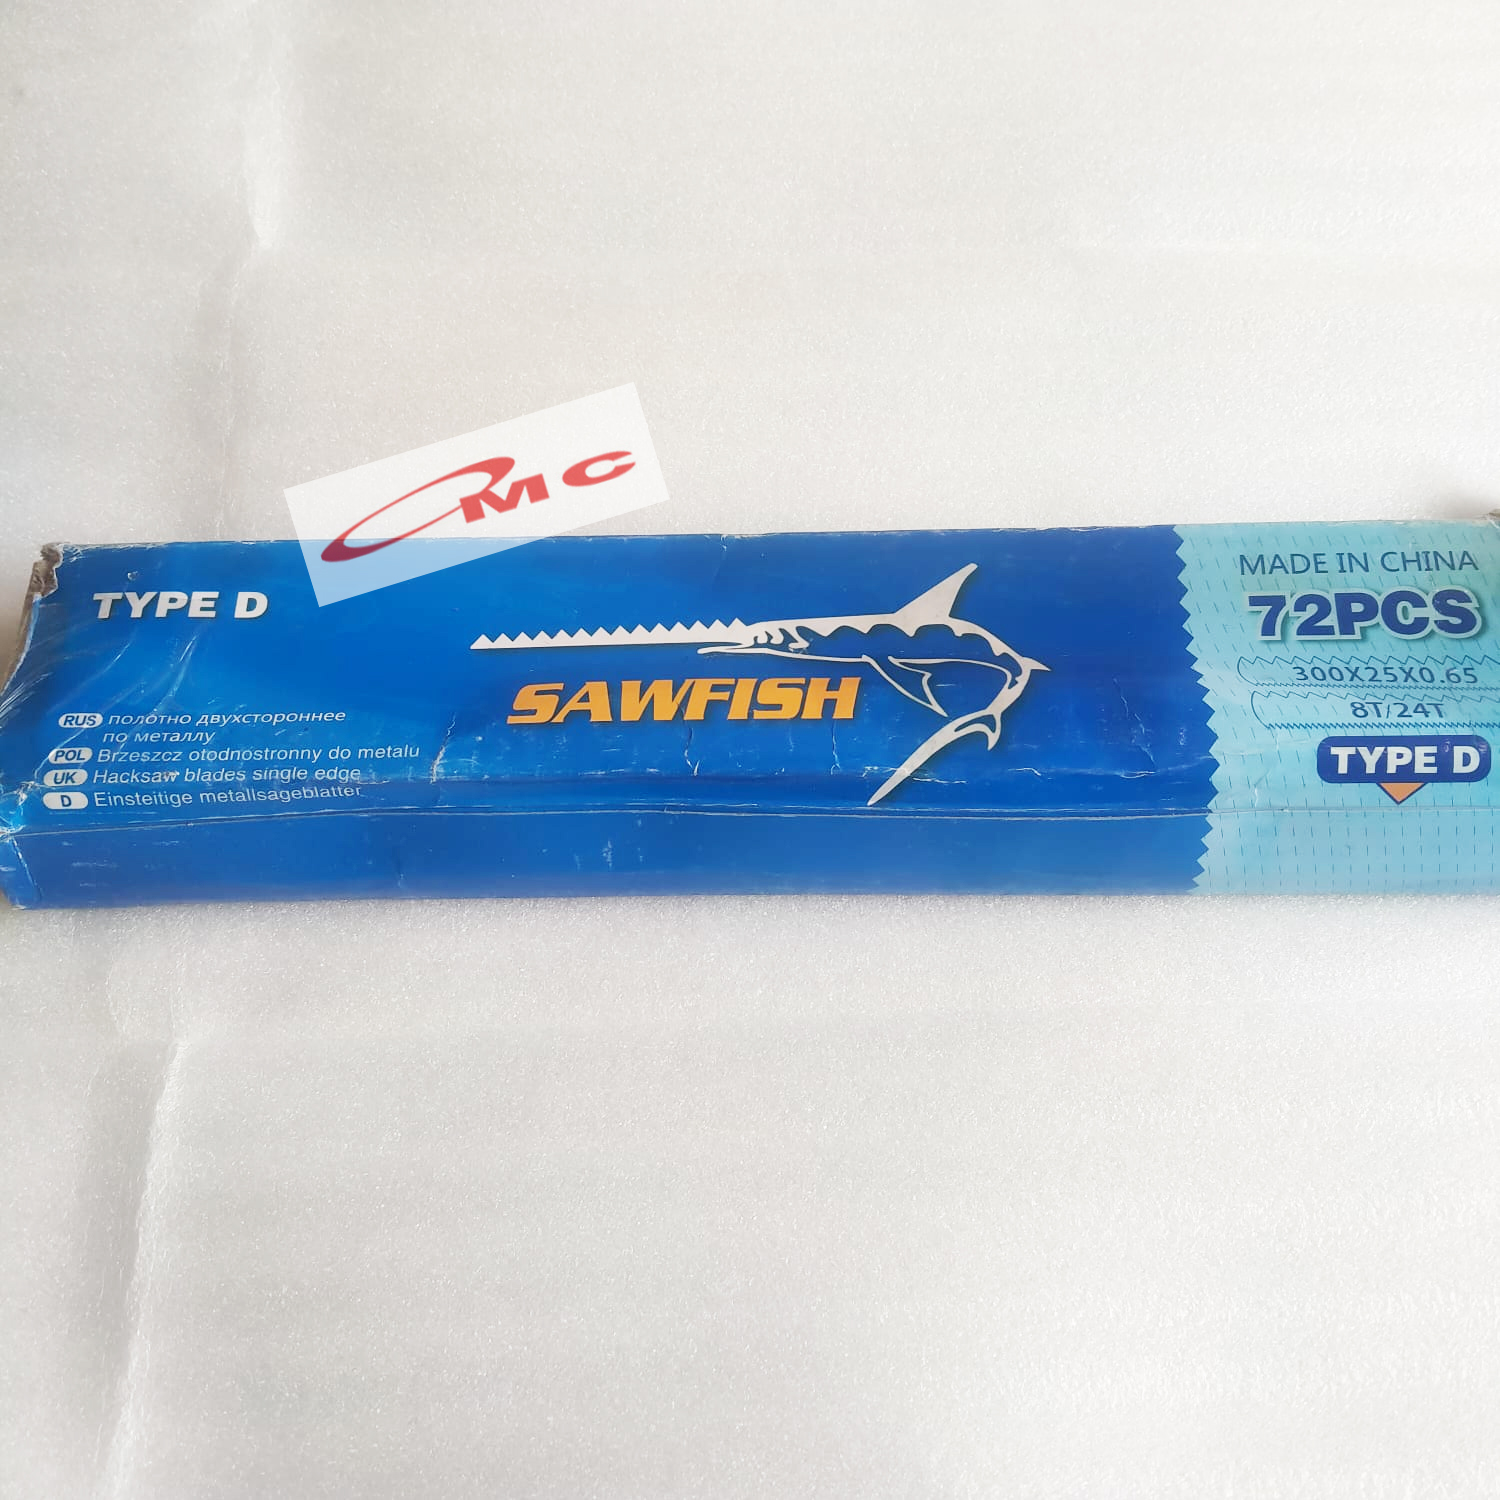 MC
TYPE D
SAWFISH
RUS полотно двухстороннее
по металлу
POL Brzeszcz otodnostronny do metalu
UK Hacksaw blades single edge
D Einsteitige metallsageblatter
MADE IN CHINA
72PCS
300X25X0.65
8T/24T
TYPE D